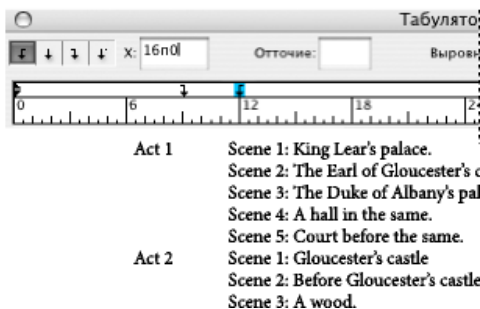 Табулято
X: 16п0 Отточие: Выровн
0 6 12 18 2
Act 1 Scene 1: King Lear's palace.
Scene 2: The Earl of Gloucester's c
Scene 3: The Duke of Albany's pal
Scene 4: A hall in the same.
Scene 5: Court before the same.
Act 2 Scene 1: Gloucester's castle
Scene 2: Before Gloucester's castle
Scene 3: A wood.